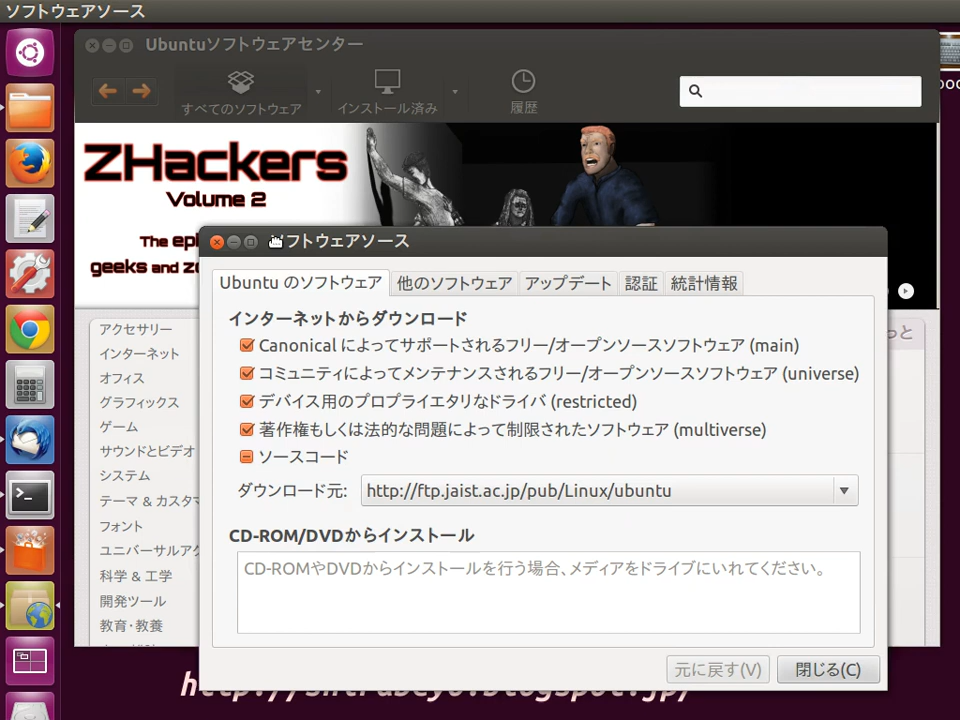 ソフトウェアソース
Ubuntuソフトウェアセンター
すべてのソフトウェア
インストール済み
履歴
ZHackers
Volume 2
The
geeks and
ソフトウェアソース
Ubuntu のソフトウェア
他のソフトウェア
アップデート
認証
統計情報
インターネットからダウンロード
Canonical によってサポートされるフリー/オープンソースソフトウェア (main)
コミュニティによってメンテナンスされるフリー/オープンソースソフトウェア (universe)
デバイス用のプロプライエタリなドライバ (restricted)
著作権もしくは法的な問題によって制限されたソフトウェア (multiverse)
ソースコード
ダウンロード元:
http://ftp.jaist.ac.jp/pub/Linux/ubuntu
CD-ROM/DVDからインストール
CD-ROMやDVDからインストールを行う場合、メディアをドライブにいれてください。
元に戻す(V)
閉じる(C)
アクセサリー
インターネット
オフィス
グラフィックス
ゲーム
サウンドとビデオ
システム
テーマ & カスタマ
フォント
ユニバーサルアク
科学 & 工学
開発ツール
教育・教養